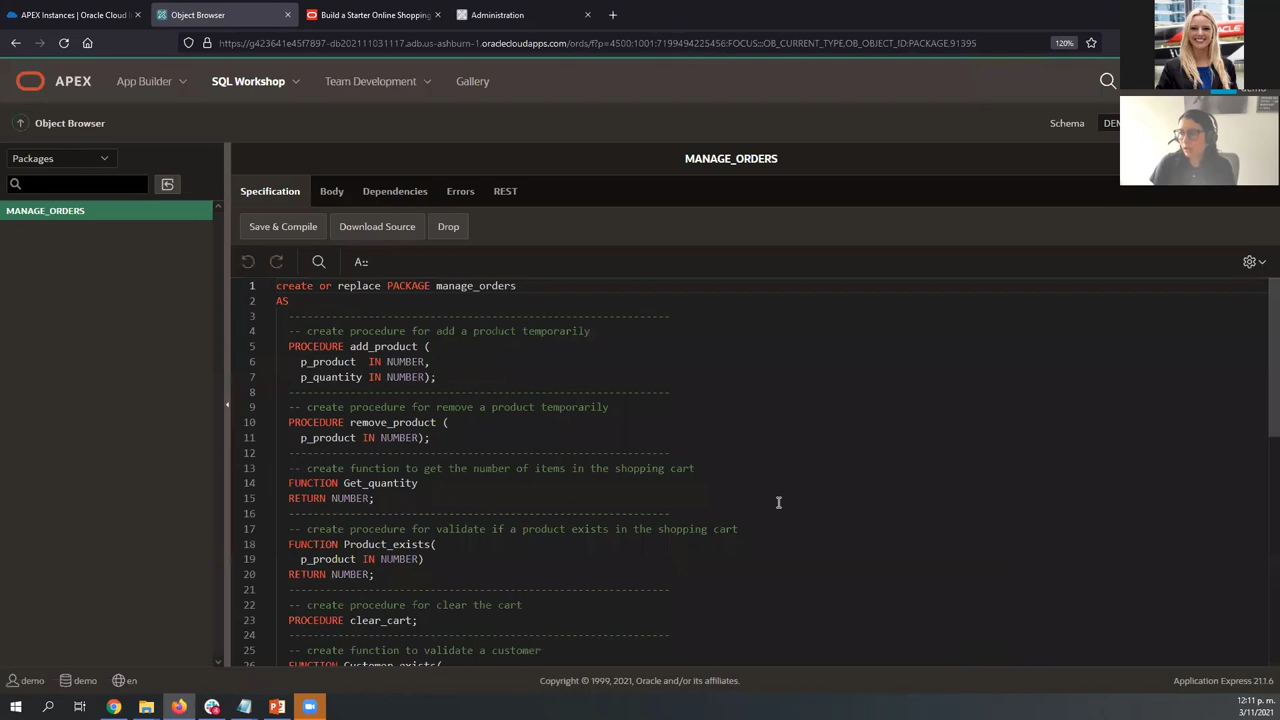 APEX Instances | Oracle Cloud I
Object Browser
Build a Starter Online Shopping
Administration
https://g423641e45f7897-db202111031117.adb.us-ashburn-1.oraclecloudapps.com/ords/f?p=4500:1001:7199494225456:FOCUS:OB_CURRENT_TYPE,OB_OBJECT_ID:PACKAGE,97595
120%
APEX
App Builder
SQL Workshop
Team Development
Gallery
demo
Object Browser
Schema
Packages
MANAGE_ORDERS
Specification
Body
Dependencies
Errors
REST
MANAGE_ORDERS
Save & Compile
Download Source
Drop
A::
1 create or replace PACKAGE manage_orders
2 AS
3 --------------------------------------------------------------
4 -- create procedure for add a product temporarily
5 PROCEDURE add_product (
6 p_product  IN NUMBER,
7 p_quantity IN NUMBER);
8 --------------------------------------------------------------
9 -- create procedure for remove a product temporarily
10 PROCEDURE remove_product (
11 p_product IN NUMBER);
12 --------------------------------------------------------------
13 -- create function to get the number of items in the shopping cart
14 FUNCTION Get_quantity
15 RETURN NUMBER;
16 --------------------------------------------------------------
17 -- create procedure for validate if a product exists in the shopping cart
18 FUNCTION Product_exists(
19 p_product IN NUMBER)
20 RETURN NUMBER;
21 --------------------------------------------------------------
22 -- create procedure for clear the cart
23 PROCEDURE clear_cart;
24 --------------------------------------------------------------
25 -- create function to validate a customer
26 FUNCTION Customer_exists(
demo
demo
en
Copyright © 1999, 2021, Oracle and/or its affiliates.
Application Express 21.1.6
12:11 p. m.
3/11/2021